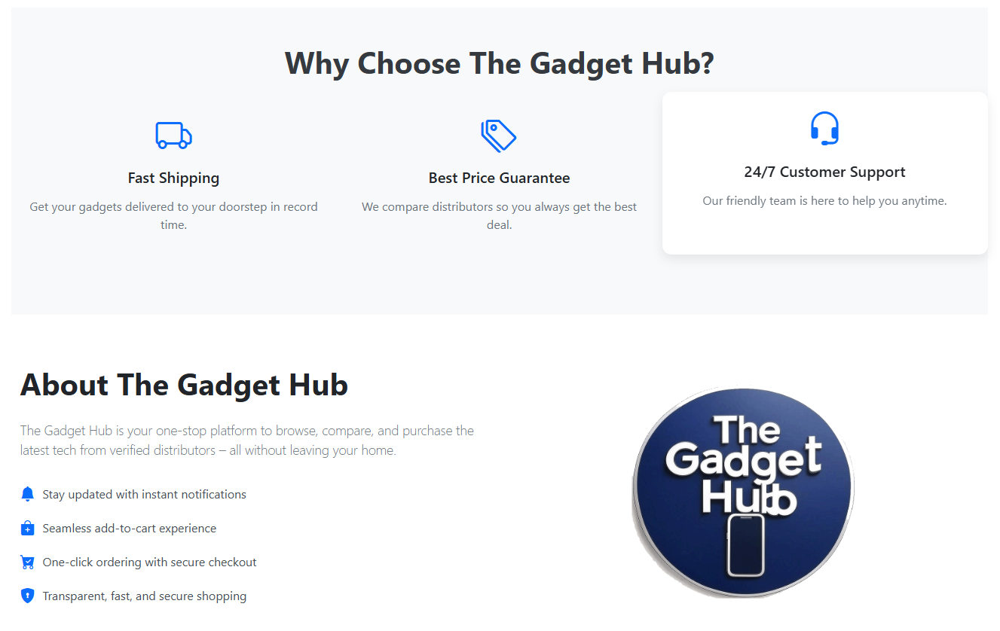 Why Choose The Gadget Hub?
Fast Shipping
Get your gadgets delivered to your doorstep in record
time.
Best Price Guarantee
We compare distributors so you always get the best
deal.
24/7 Customer Support
Our friendly team is here to help you anytime.
About The Gadget Hub
The Gadget Hub is your one-stop platform to browse, compare, and purchase the
latest tech from verified distributors – all without leaving your home.
Stay updated with instant notifications
Seamless add-to-cart experience
One-click ordering with secure checkout
Transparent, fast, and secure shopping
The
Gadget
Hub